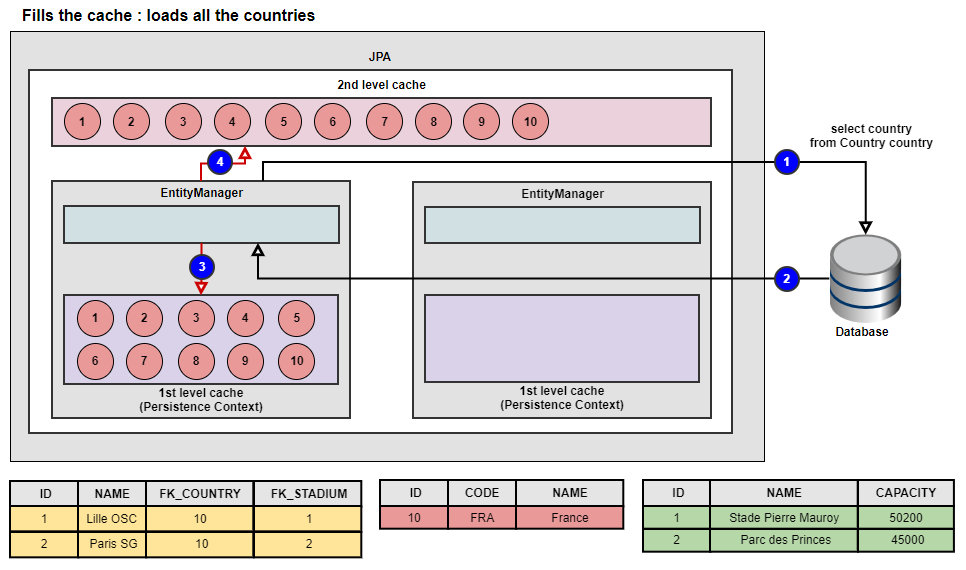 Fills the cache : loads all the countries
JPA
2nd level cache
1 2 3 4 5 6 7 8 9 10
select country
from Country country
4
1
EntityManager
EntityManager
3
2
1 2 3 4 5
6 7 8 9 10
Database
1st level cache
(Persistence Context)
1st level cache
(Persistence Context)
ID NAME FK_COUNTRY FK_STADIUM
1 Lille OSC 10 1
2 Paris SG 10 2
ID CODE NAME
10 FRA France
ID NAME CAPACITY
1 Stade Pierre Mauroy 50200
2 Parc des Princes 45000